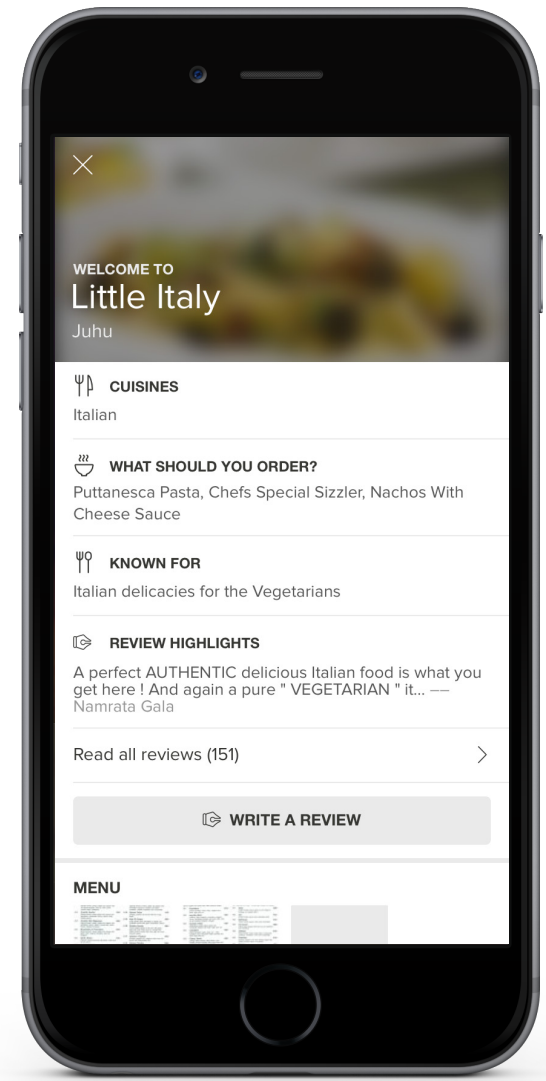 WELCOME TO
Little Italy
Juhu
CUISINES
Italian
WHAT SHOULD YOU ORDER?
Puttanesca Pasta, Chefs Special Sizzler, Nachos With
Cheese Sauce
KNOWN FOR
Italian delicacies for the Vegetarians
REVIEW HIGHLIGHTS
A perfect AUTHENTIC delicious Italian food is what you
get here ! And again a pure " VEGETARIAN " it... ––
Namrata Gala
Read all reviews (151)
WRITE A REVIEW
MENU